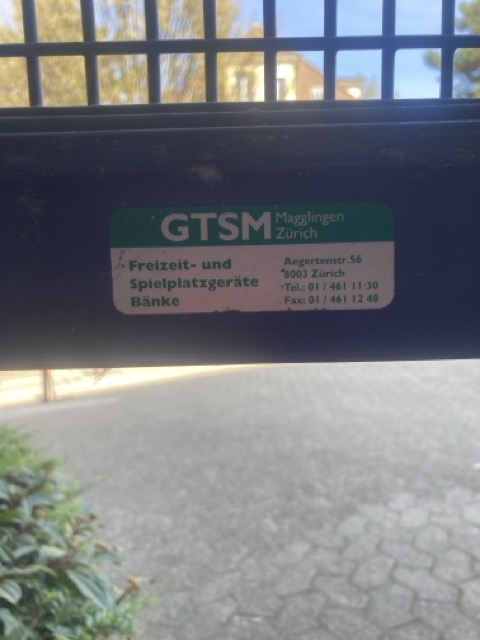 GTSM Magglingen
Zürich
Freizeit- und
Spielplatzgeräte
Bänke
Aegertenstr.56
8003 Zürich
Tel.: 01 / 461 11 30
Fax: 01 / 461 12 48